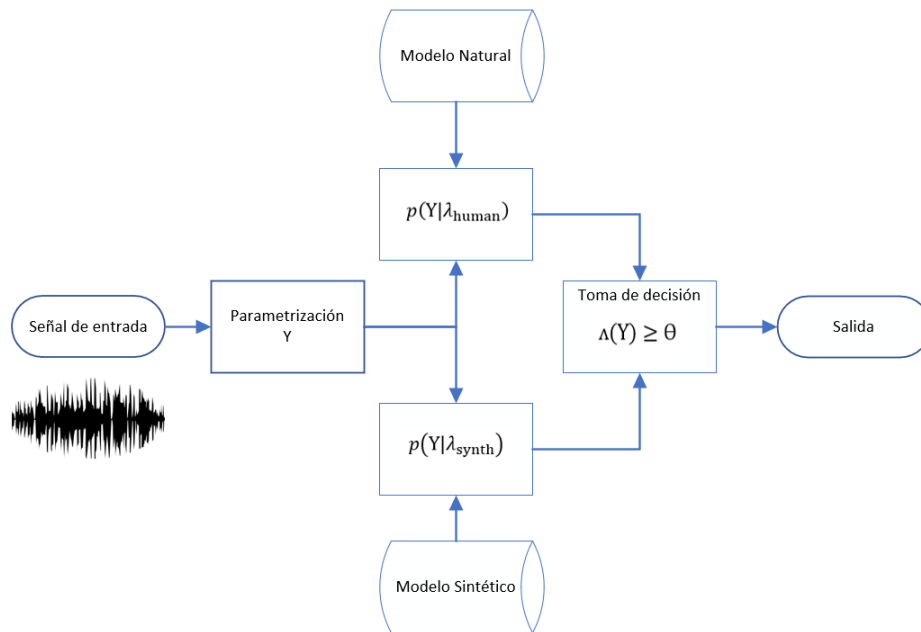 Modelo Natural
p(Y|λhuman)
Señal de entrada
Parametrización
Y
Toma de decisión
Λ(Y) ≥ θ
Salida
p(Y|λsynth)
Modelo Sintético